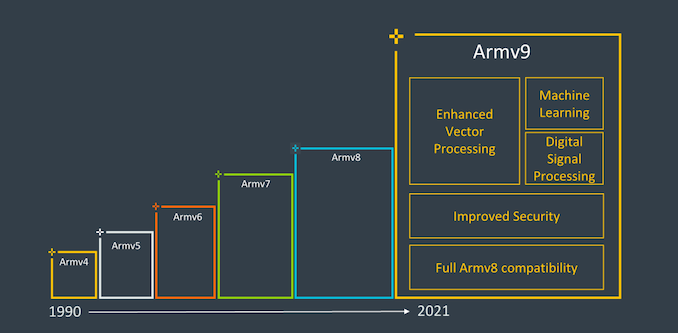 Armv9
Enhanced
Vector
Processing
Machine
Learning
Digital
Signal
Processing
Improved Security
Full Armv8 compatibility
Armv8
Armv7
Armv6
Armv5
Armv4
1990
2021